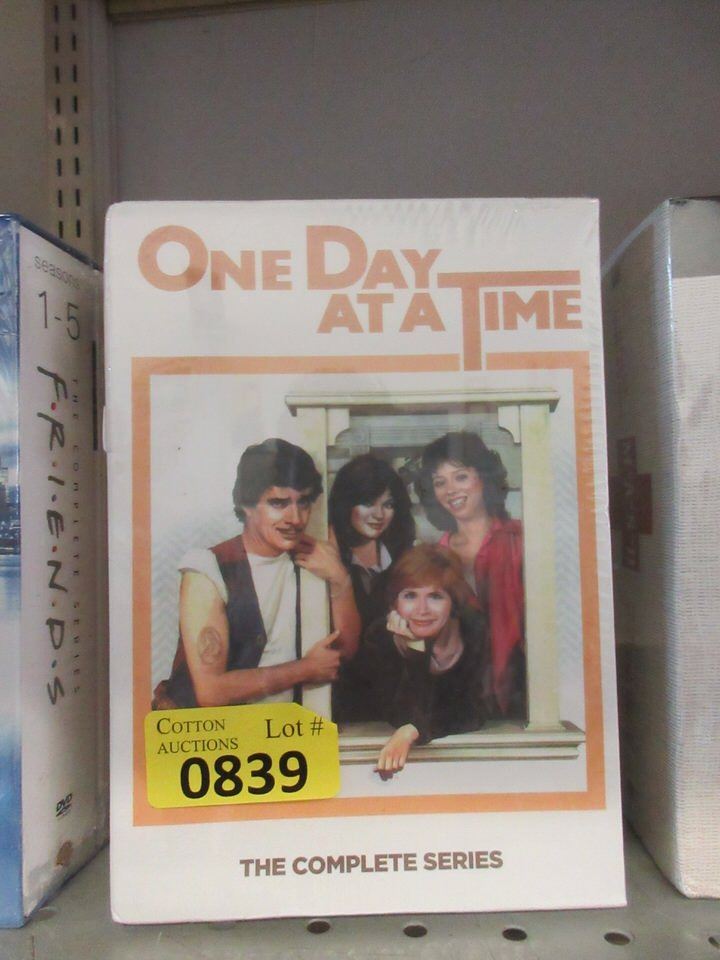 ONE DAY
AT A TIME
COTTON
AUCTIONS
Lot #
0839
THE COMPLETE SERIES
seasons
1-5
THE COMPLETE SERIES
F·R·I·E·N·D·S
DVD